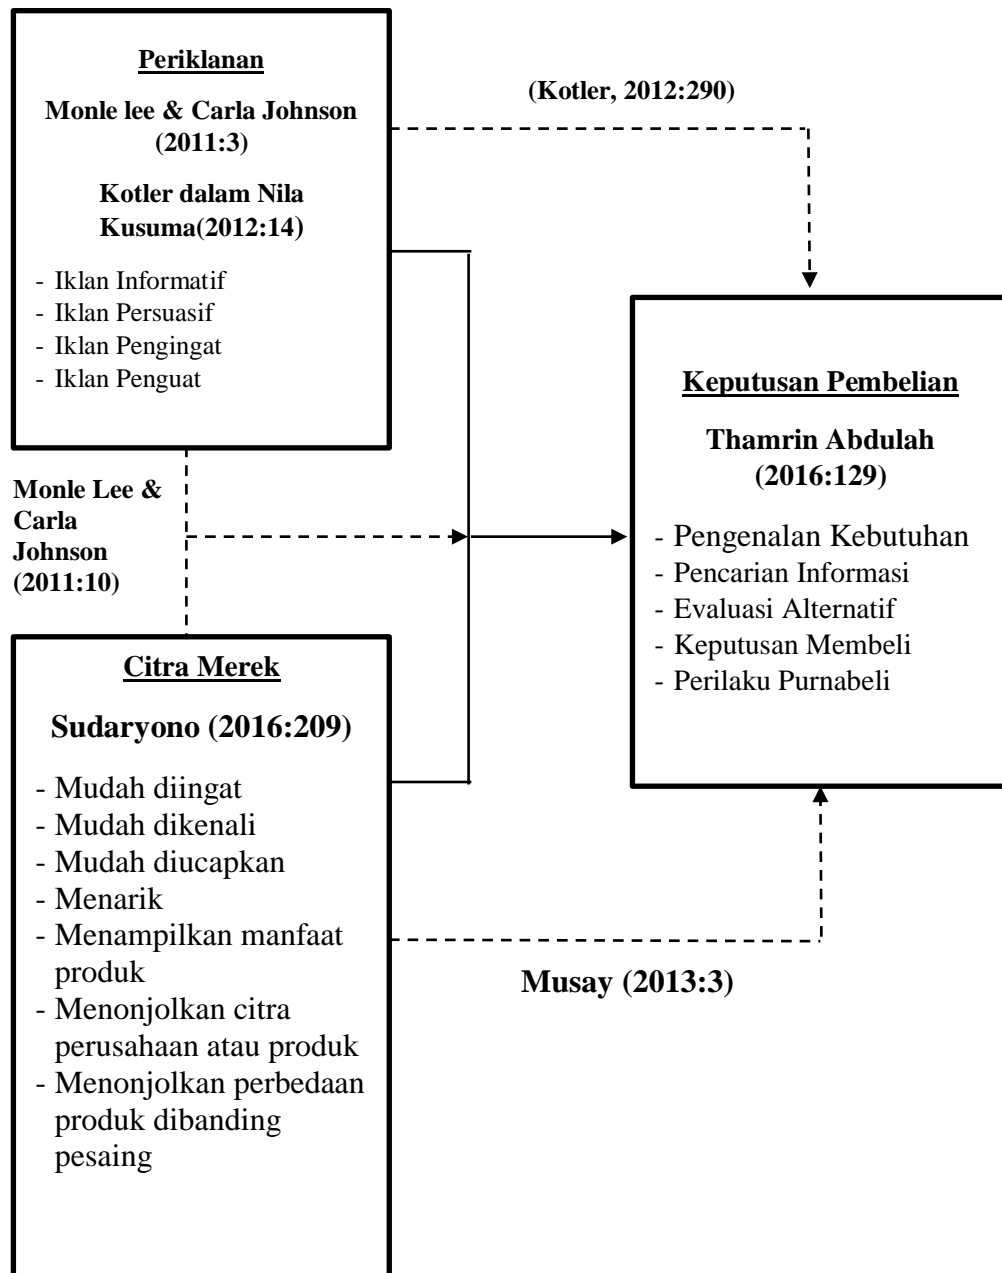 Periklanan
Monle lee & Carla Johnson
(2011:3)
Kotler dalam Nila
Kusuma(2012:14)
- Iklan Informatif
- Iklan Persuasif
- Iklan Pengingat
- Iklan Penguat
(Kotler, 2012:290)
Monle Lee &
Carla
Johnson
(2011:10)
Keputusan Pembelian
Thamrin Abdulah
(2016:129)
- Pengenalan Kebutuhan
- Pencarian Informasi
- Evaluasi Alternatif
- Keputusan Membeli
- Perilaku Purnabeli
Citra Merek
Sudaryono (2016:209)
- Mudah diingat
- Mudah dikenali
- Mudah diucapkan
- Menarik
- Menampilkan manfaat
produk
- Menonjolkan citra
perusahaan atau produk
- Menonjolkan perbedaan
produk dibanding
pesaing
Musay (2013:3)